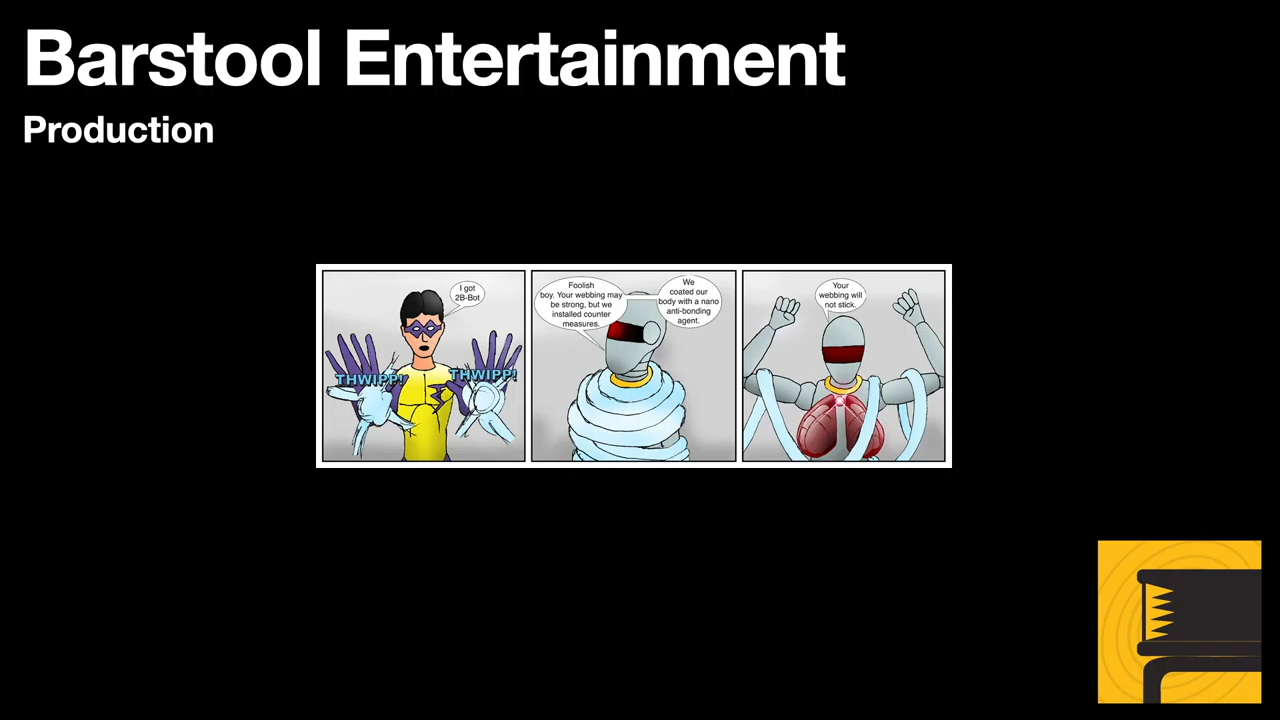 Barstool Entertainment
Production
I got
2B-Bot
THWIPP!
THWIPP!
Foolish
boy. Your webbing may
be strong, but we
installed counter
measures.
We
coated our
body with a nano
anti-bonding
agent.
Your
webbing will
not stick.